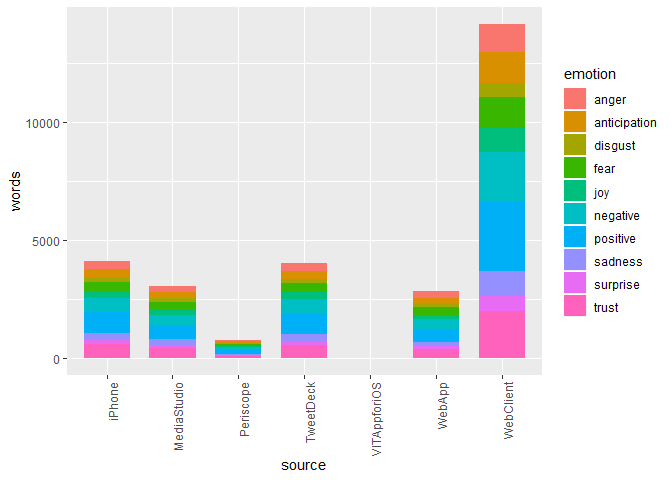 10000
5000
0
words
iPhone
MediaStudio
Periscope
TweetDeck
VITAppforiOS
WebApp
WebClient
source
emotion
anger
anticipation
disgust
fear
joy
negative
positive
sadness
surprise
trust